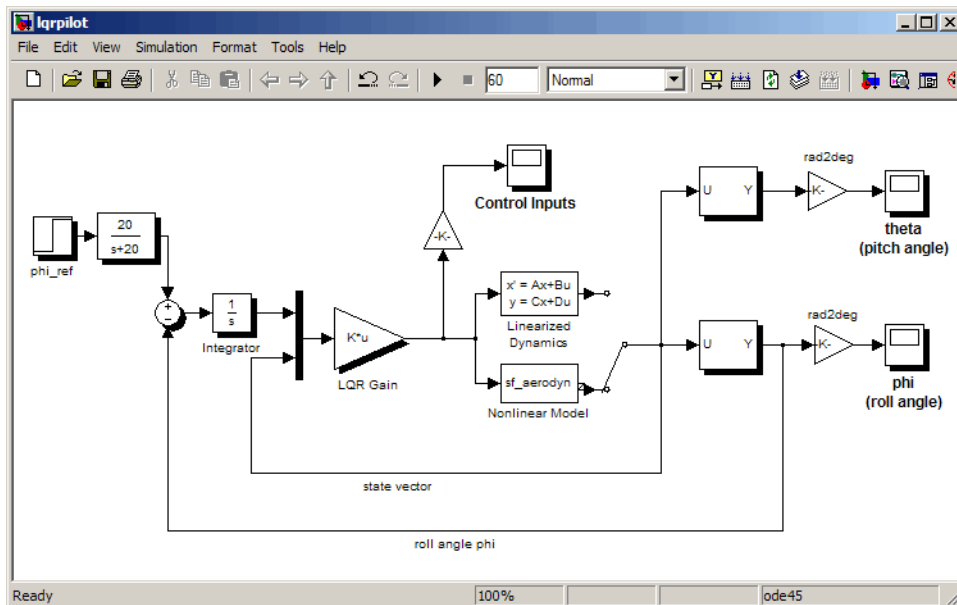 lqrpilot
File Edit View Simulation Format Tools Help
60 Normal
rad2deg
U Y
-K-
Control Inputs
theta
(pitch angle)
20
s+20
phi_ref
-K-
x' = Ax+Bu
y = Cx+Du
Linearized
Dynamics
+
−
1
s
Integrator
K*u
LQR Gain
rad2deg
U Y
-K-
sf_aerodyn
Nonlinear Model
phi
(roll angle)
state vector
roll angle phi
Ready 100% ode45